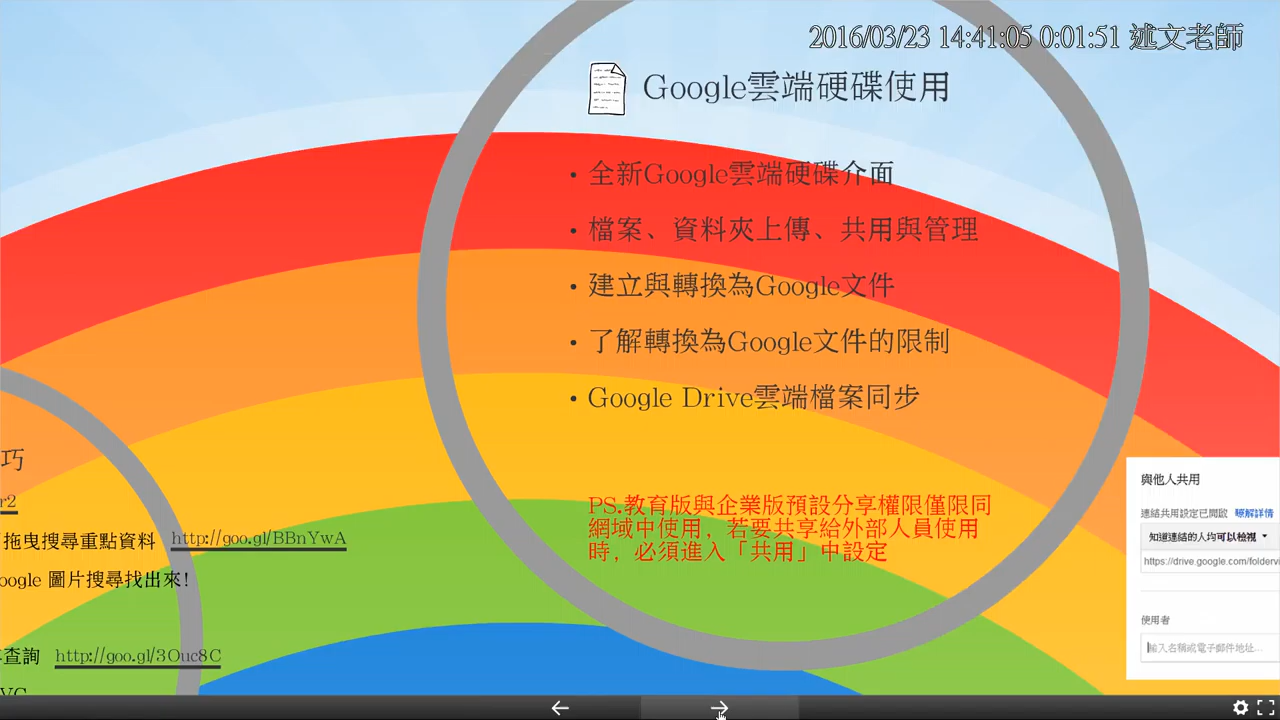 2016/03/23 14:41:05 0:01:51 述文老師
Google雲端硬碟使用
• 全新Google雲端硬碟介面
• 檔案、資料夾上傳、共用與管理
• 建立與轉換為Google文件
• 了解轉換為Google文件的限制
• Google Drive雲端檔案同步
PS.教育版與企業版預設分享權限僅限同
網域中使用，若要共享給外部人員使用
時，必須進入「共用」中設定
巧
r2
拖曳搜尋重點資料 http://goo.gl/BBnYwA
oogle 圖片搜尋找出來!
查詢 http://goo.gl/3Ouc8C
與他人共用
連結共用設定已開啟 瞭解詳情
知道連結的人均可以檢視
https://drive.google.com/foldervi
使用者
輸入名稱或電子郵件地址...